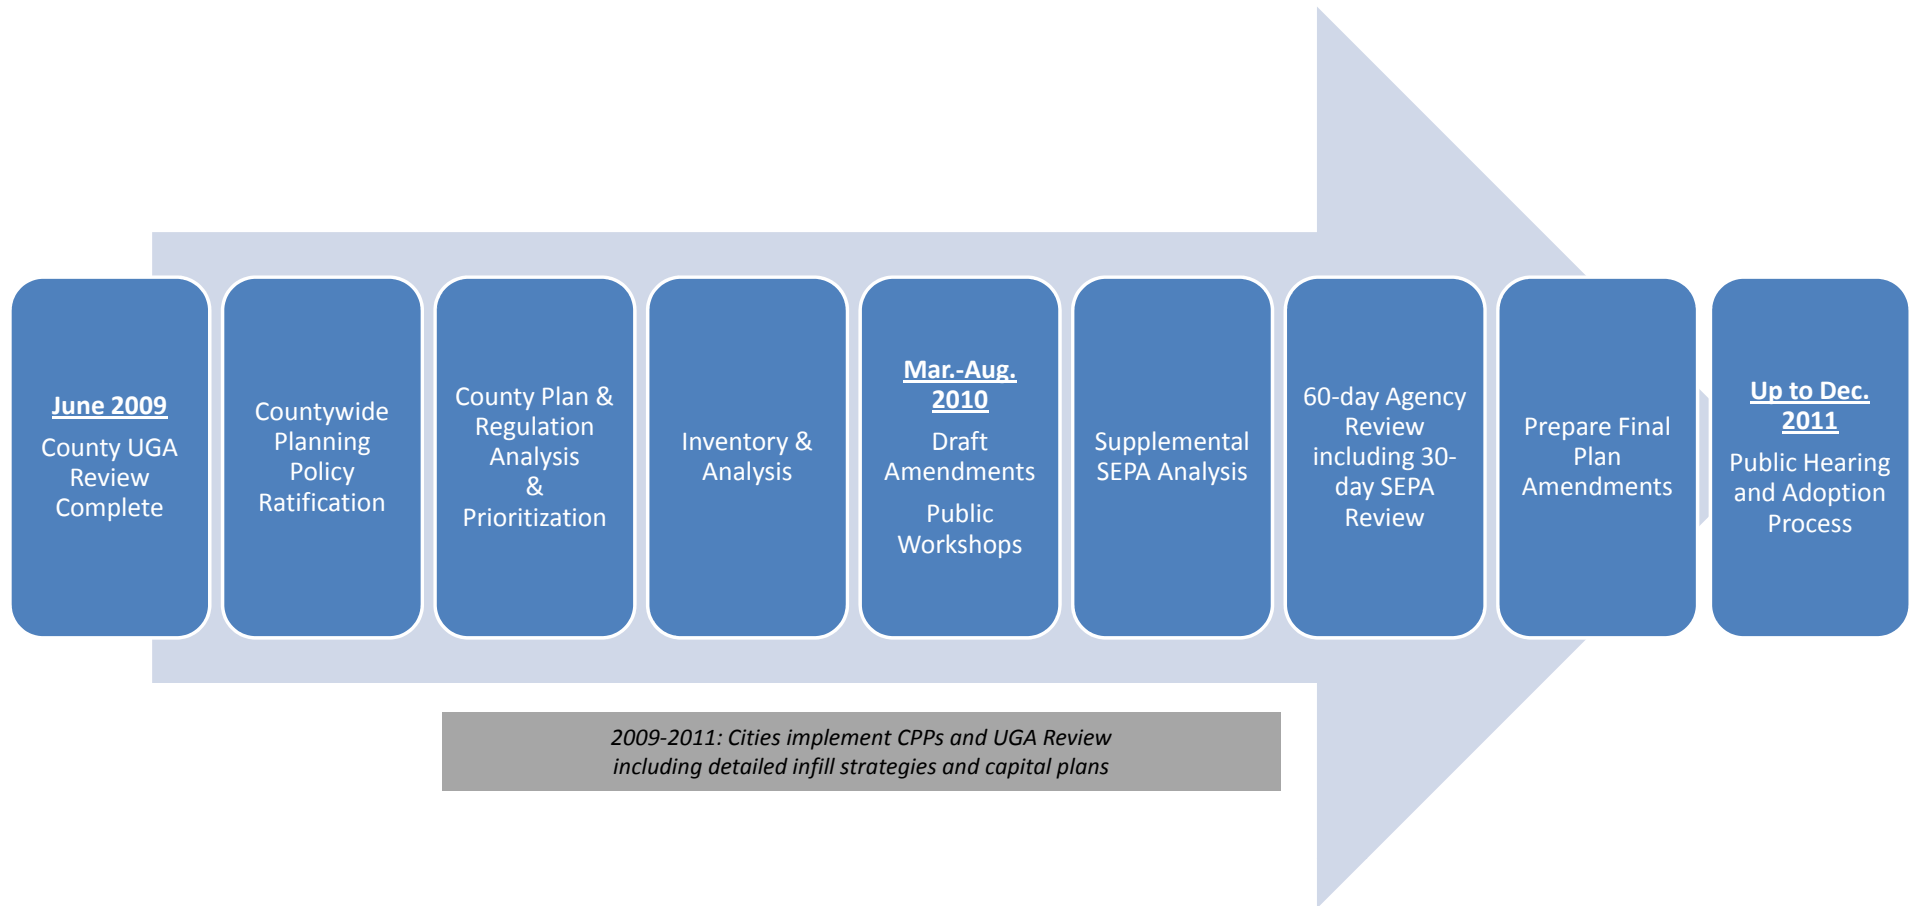 June 2009
County UGA
Review
Complete
Countywide
Planning
Policy
Ratification
County Plan &
Regulation
Analysis
&
Prioritization
Inventory &
Analysis
Mar.-Aug.
2010
Draft
Amendments
Public
Workshops
Supplemental
SEPA Analysis
60-day Agency
Review
including 30-
day SEPA
Review
Prepare Final
Plan
Amendments
Up to Dec.
2011
Public Hearing
and Adoption
Process
2009-2011: Cities implement CPPs and UGA Review
including detailed infill strategies and capital plans